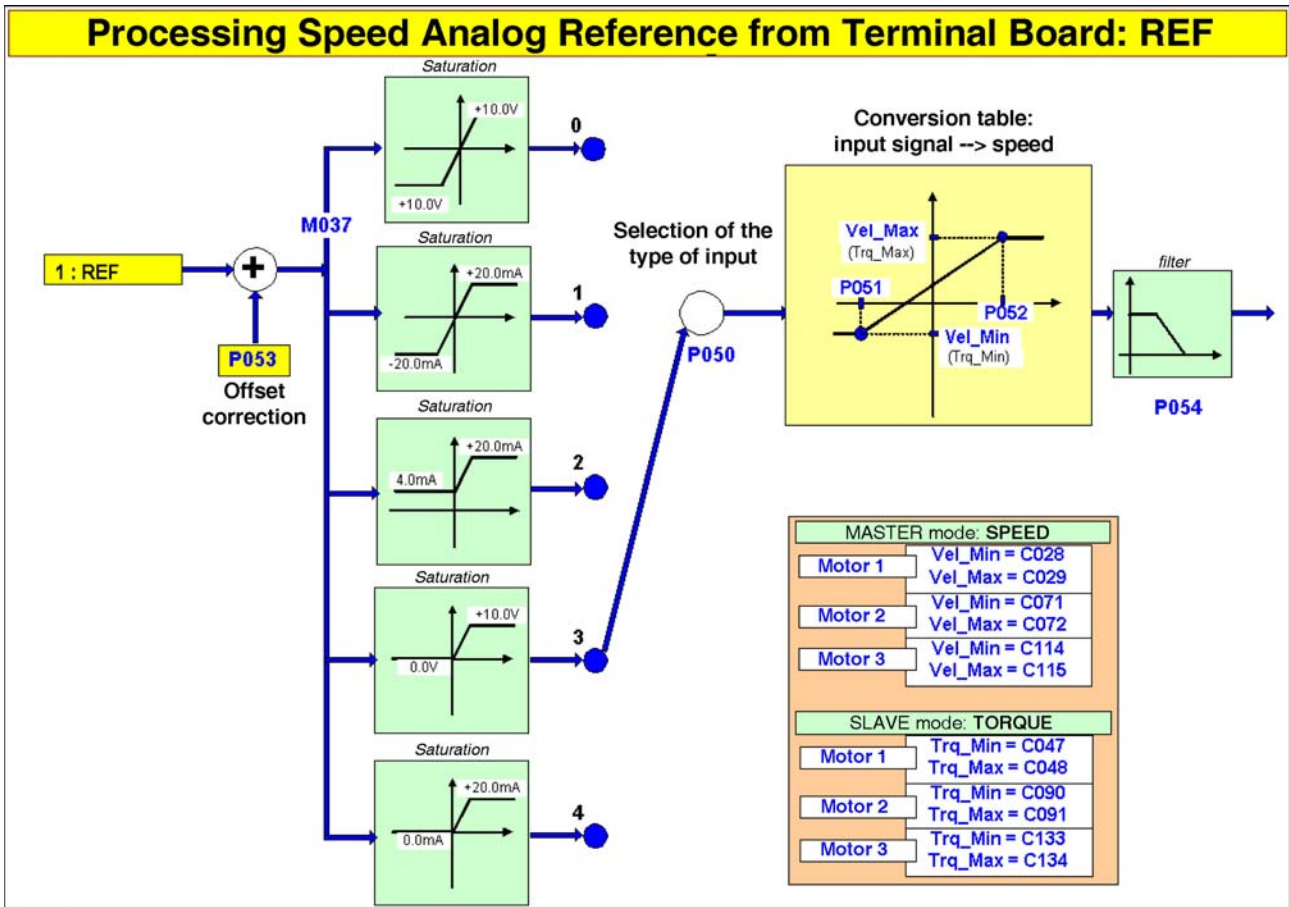 Processing Speed Analog Reference from Terminal Board: REF
Saturation
+10.0V
+10.0V
0
M037
1 : REF
+
P053
Offset
correction
Saturation
+20.0mA
-20.0mA
1
Saturation
+20.0mA
4.0mA
2
Saturation
+10.0V
0.0V
3
Saturation
+20.0mA
0.0mA
4
Selection of the
type of input
P050
Conversion table:
input signal --> speed
Vel_Max
(Trq_Max)
P051
P052
Vel_Min
(Trq_Min)
filter
P054
MASTER mode: SPEED
Motor 1
Vel_Min = C028
Vel_Max = C029
Motor 2
Vel_Min = C071
Vel_Max = C072
Motor 3
Vel_Min = C114
Vel_Max = C115
SLAVE mode: TORQUE
Motor 1
Trq_Min = C047
Trq_Max = C048
Motor 2
Trq_Min = C090
Trq_Max = C091
Motor 3
Trq_Min = C133
Trq_Max = C134